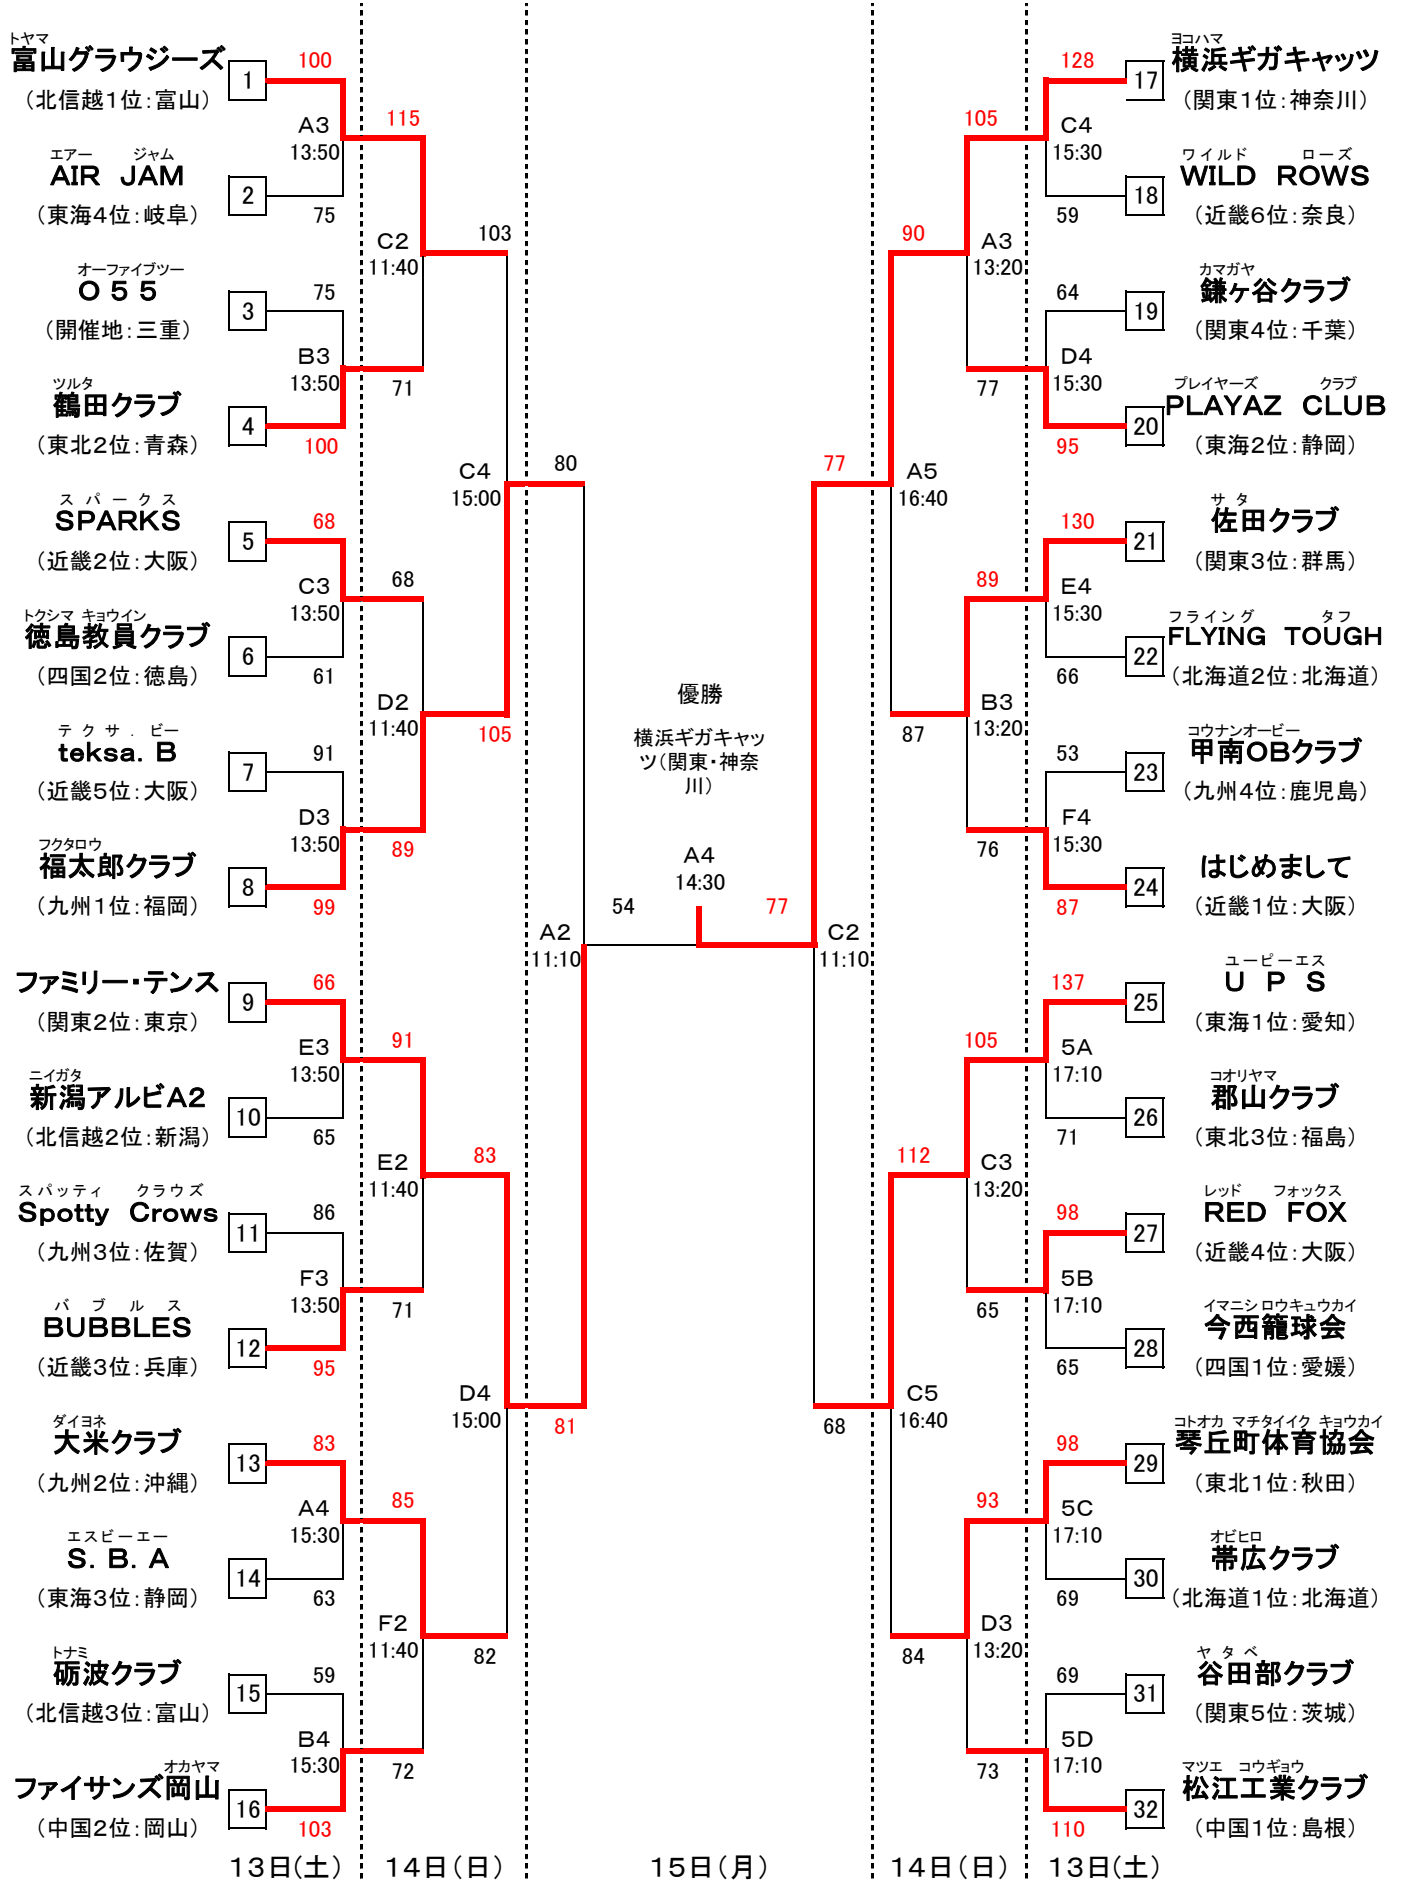 トヤマ
富山グラウジーズ
(北信越1位:富山)
1
100
A3
13:50
115
エアー ジャム
AIR JAM
(東海4位:岐阜)
2
75
C2
11:40
103
オーファイブツー
O 5 5
(開催地:三重)
3
75
B3
13:50
71
ツルタ
鶴田クラブ
(東北2位:青森)
4
100
C4
15:00
80
スパークス
SPARKS
(近畿2位:大阪)
5
68
C3
13:50
68
トクシマ キョウイン
徳島教員クラブ
(四国2位:徳島)
6
61
D2
11:40
105
テクサ.ビー
teksa. B
(近畿5位:大阪)
7
91
D3
13:50
89
フクタロウ
福太郎クラブ
(九州1位:福岡)
8
99
A2
11:10
54
ファミリー・テンス
(関東2位:東京)
9
66
E3
13:50
91
ニイガタ
新潟アルビA2
(北信越2位:新潟)
10
65
E2
11:40
83
スパッティ クラウズ
Spotty Crows
(九州3位:佐賀)
11
86
F3
13:50
71
バブルス
BUBBLES
(近畿3位:兵庫)
12
95
D4
15:00
81
ダイヨネ
大米クラブ
(九州2位:沖縄)
13
83
A4
15:30
85
エスビーエー
S. B. A
(東海3位:静岡)
14
63
F2
11:40
82
トナミ
砺波クラブ
(北信越3位:富山)
15
59
B4
15:30
72
オカヤマ
ファイサンズ岡山
(中国2位:岡山)
16
103
優勝
横浜ギガキャッ
ツ(関東・神奈
川)
A4
14:30
77
ヨコハマ
横浜ギガキャッツ
(関東1位:神奈川)
17
128
C4
15:30
105
ワイルド ローズ
WILD ROWS
(近畿6位:奈良)
18
59
A3
13:20
90
カマガヤ
鎌ヶ谷クラブ
(関東4位:千葉)
19
64
D4
15:30
77
プレイヤーズ クラブ
PLAYAZ CLUB
(東海2位:静岡)
20
95
A5
16:40
77
サタ
佐田クラブ
(関東3位:群馬)
21
130
E4
15:30
89
フライング タフ
FLYING TOUGH
(北海道2位:北海道)
22
66
B3
13:20
87
コウナンオービー
甲南OBクラブ
(九州4位:鹿児島)
23
53
F4
15:30
76
はじめまして
(近畿1位:大阪)
24
87
C2
11:10
ユーピーエス
U P S
(東海1位:愛知)
25
137
5A
17:10
105
コオリヤマ
郡山クラブ
(東北3位:福島)
26
71
C3
13:20
112
レッド フォックス
RED FOX
(近畿4位:大阪)
27
98
5B
17:10
65
イマニシロウキュウカイ
今西籠球会
(四国1位:愛媛)
28
65
C5
16:40
68
コトオカ マチタイイク キョウカイ
琴丘町体育協会
(東北1位:秋田)
29
98
5C
17:10
93
オビヒロ
帯広クラブ
(北海道1位:北海道)
30
69
D3
13:20
84
ヤタベ
谷田部クラブ
(関東5位:茨城)
31
69
5D
17:10
73
マツエ コウギョウ
松江工業クラブ
(中国1位:島根)
32
110
13日(土)
14日(日)
15日(月)
14日(日)
13日(土)